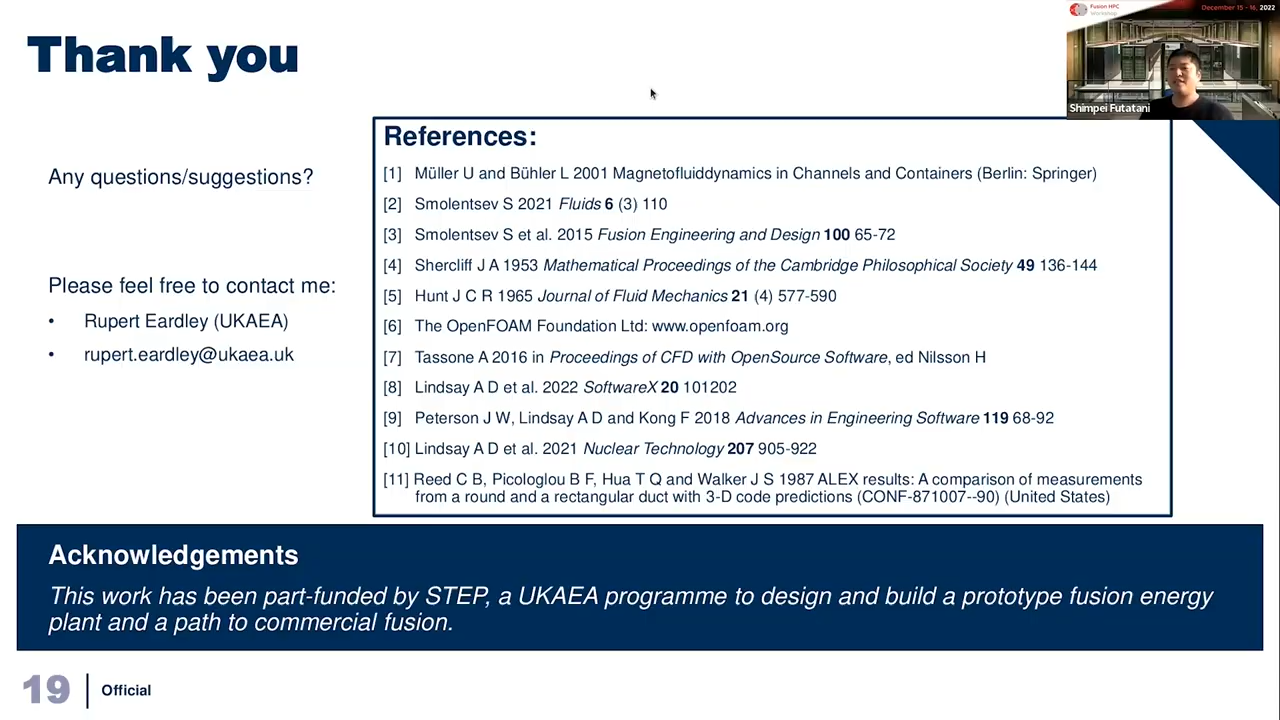 Thank you
Fusion HPC
Workshop
December 15 - 16, 2022
Shimpei Futatani
Any questions/suggestions?
Please feel free to contact me:
• Rupert Eardley (UKAEA)
• rupert.eardley@ukaea.uk
References:
[1] Müller U and Bühler L 2001 Magnetofluiddynamics in Channels and Containers (Berlin: Springer)
[2] Smolentsev S 2021 Fluids 6 (3) 110
[3] Smolentsev S et al. 2015 Fusion Engineering and Design 100 65-72
[4] Shercliff J A 1953 Mathematical Proceedings of the Cambridge Philosophical Society 49 136-144
[5] Hunt J C R 1965 Journal of Fluid Mechanics 21 (4) 577-590
[6] The OpenFOAM Foundation Ltd: www.openfoam.org
[7] Tassone A 2016 in Proceedings of CFD with OpenSource Software, ed Nilsson H
[8] Lindsay A D et al. 2022 SoftwareX 20 101202
[9] Peterson J W, Lindsay A D and Kong F 2018 Advances in Engineering Software 119 68-92
[10] Lindsay A D et al. 2021 Nuclear Technology 207 905-922
[11] Reed C B, Picologlou B F, Hua T Q and Walker J S 1987 ALEX results: A comparison of measurements
from a round and a rectangular duct with 3-D code predictions (CONF-871007--90) (United States)
Acknowledgements
This work has been part-funded by STEP, a UKAEA programme to design and build a prototype fusion energy
plant and a path to commercial fusion.
19
Official